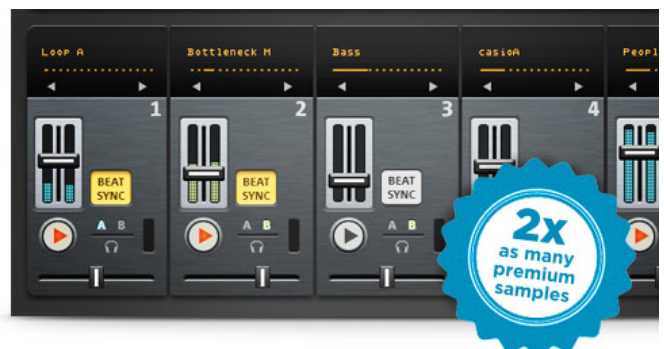 Loop A
Bottleneck M
Bass
casioA
Peopl
1
2
3
4
BEAT
SYNC
BEAT
SYNC
BEAT
SYNC
A B
A B
A B
2x
as many
premium
samples